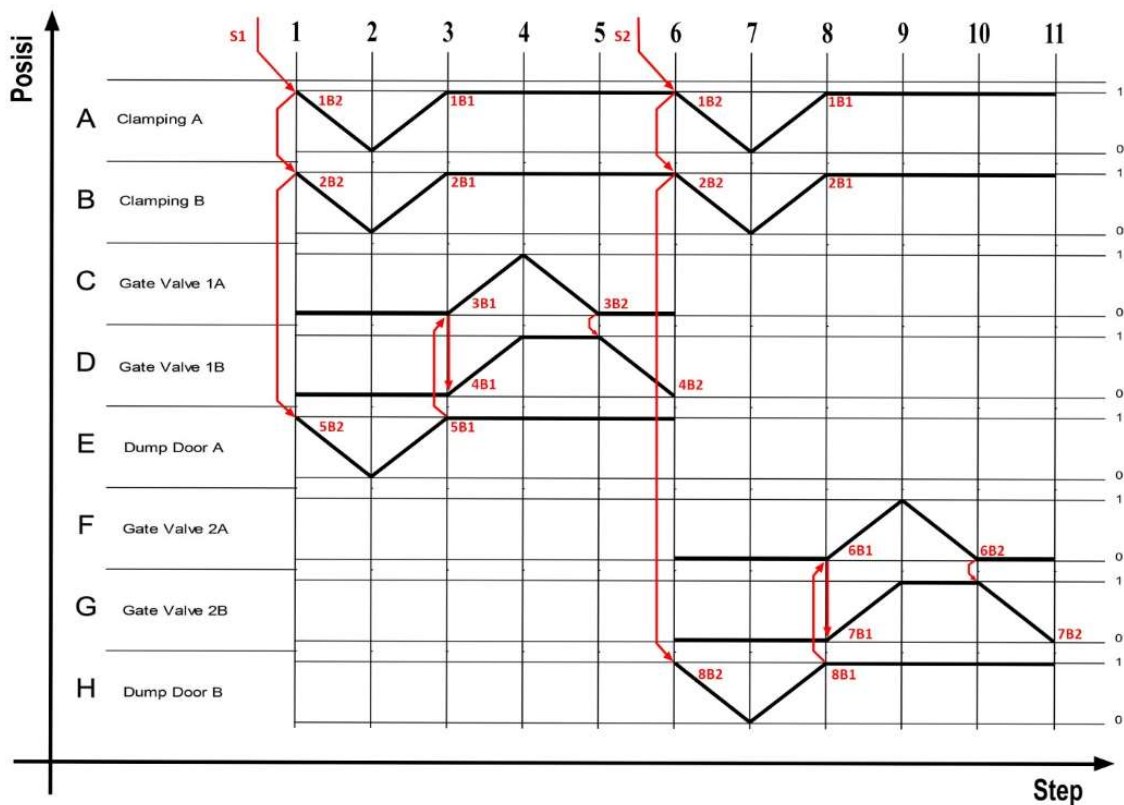 Posisi
S1 1 2 3 4 5 S2 6 7 8 9 10 11
A Clamping A 1B2 1B1 1B2 1B1 1
0
B Clamping B 2B2 2B1 2B2 2B1 1
0
C Gate Valve 1A 3B1 3B2 1
0
D Gate Valve 1B 4B1 4B2 1
0
E Dump Door A 5B2 5B1 1
0
F Gate Valve 2A 6B1 6B2 1
0
G Gate Valve 2B 7B1 7B2 1
0
H Dump Door B 8B2 8B1 1
0
Step